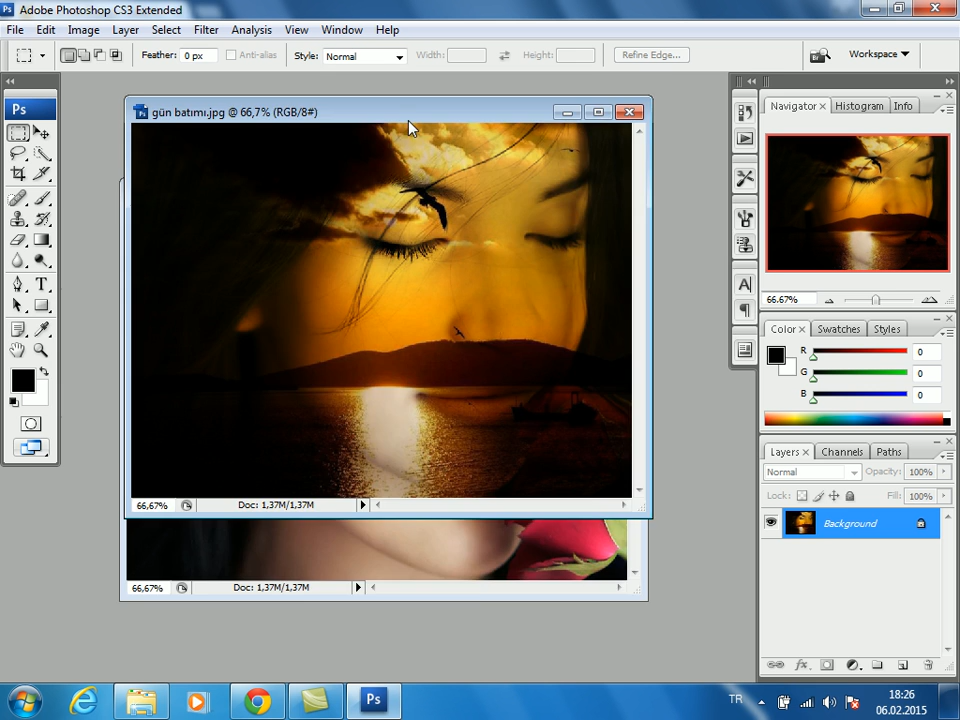 Adobe Photoshop CS3 Extended
File Edit Image Layer Select Filter Analysis View Window Help
Feather: 0 px Anti-alias Style: Normal Width: Height: Refine Edge... Workspace
Ps
gün batımı.jpg @ 66,7% (RGB/8#)
66,67% Doc: 1,37M/1,37M
66,67% Doc: 1,37M/1,37M
Navigator × Histogram Info
66.67%
Color × Swatches Styles
R 0
G 0
B 0
Layers × Channels Paths
Normal Opacity: 100%
Lock: Fill: 100%
Background
Ps
TR
18:26
06.02.2015